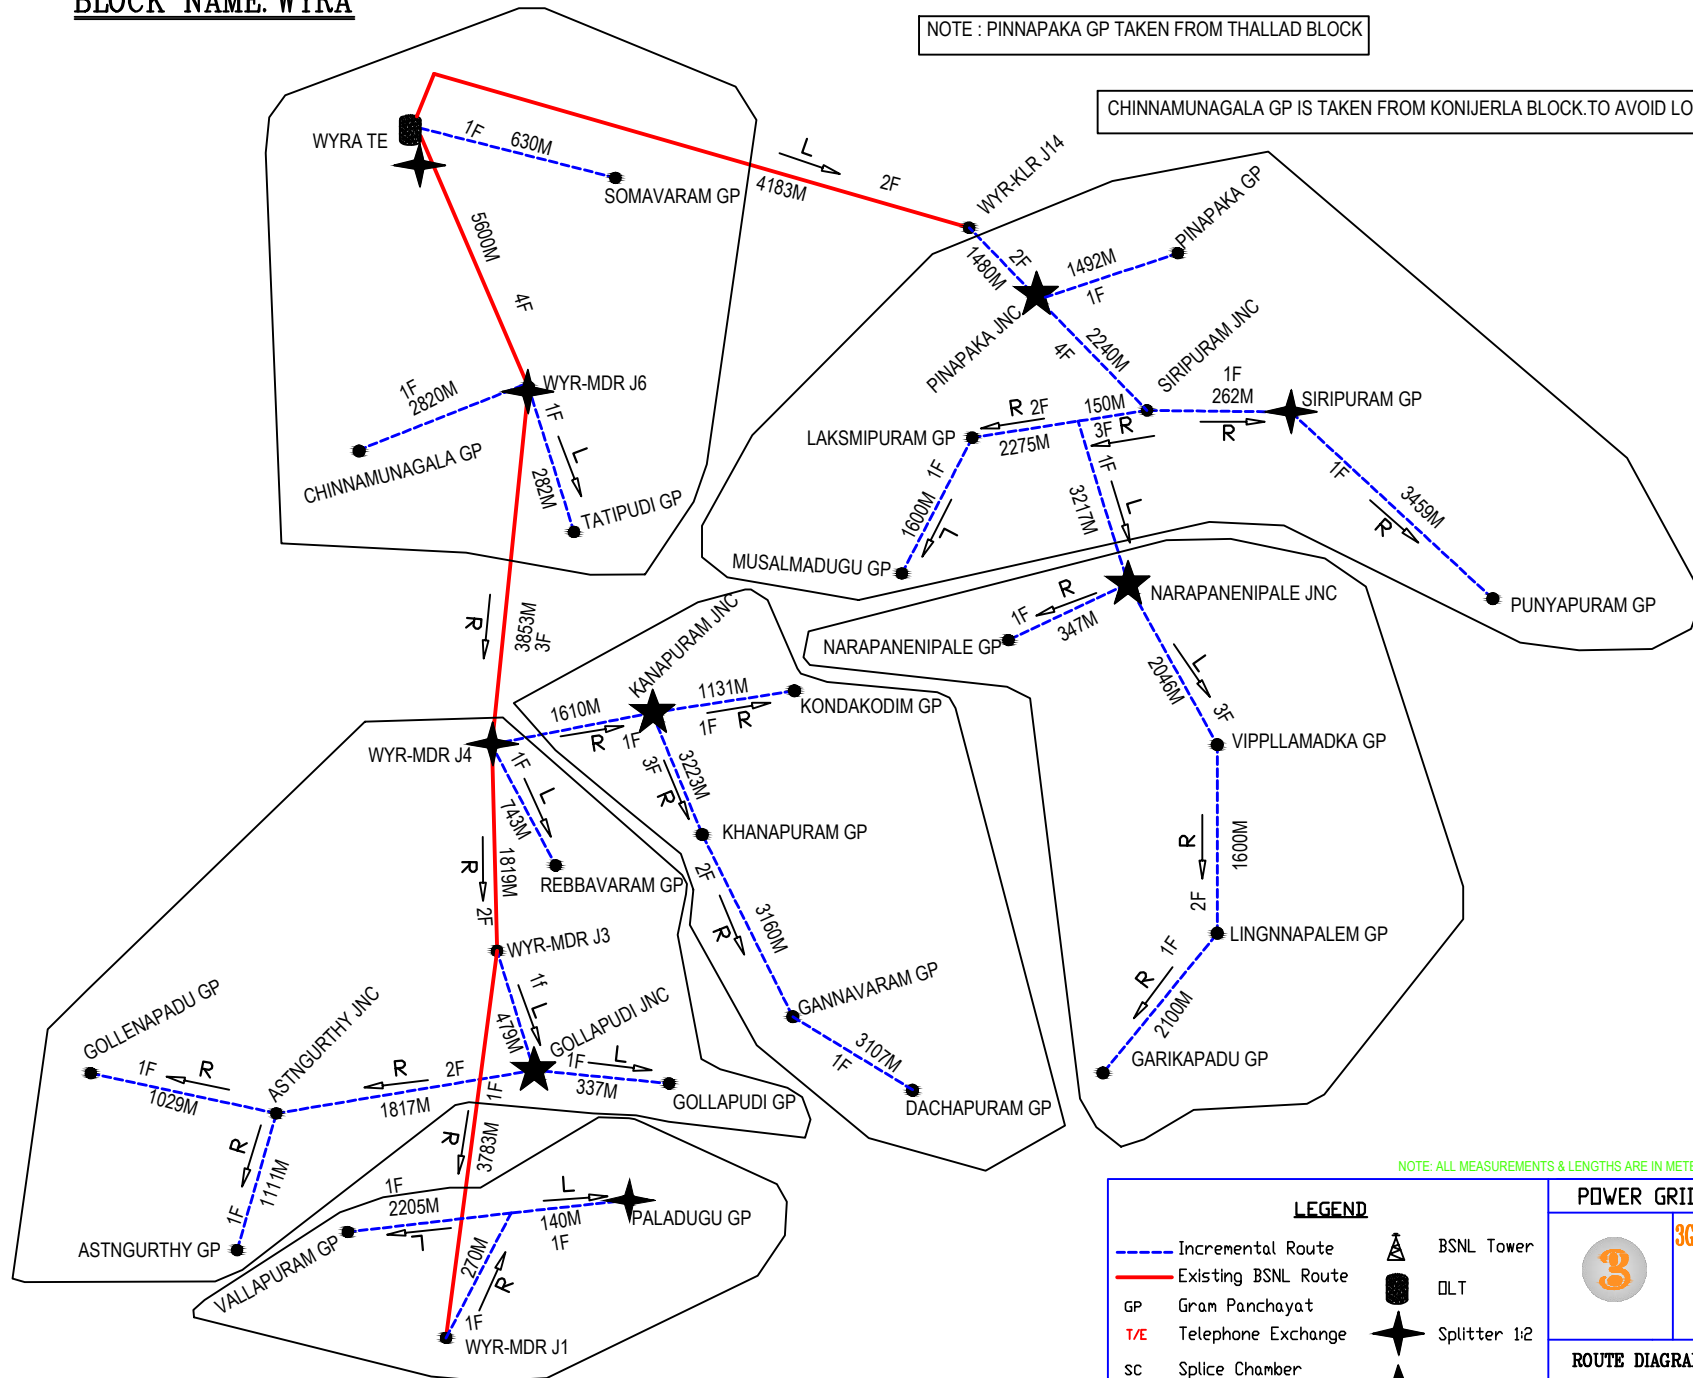 BLOCK NAME: WYRA
NOTE : PINNAPAKA GP TAKEN FROM THALLAD BLOCK
CHINNAMUNAGALA GP IS TAKEN FROM KONIJERLA BLOCK.TO AVOID LO
WYRA TE
1F
630M
SOMAVARAM GP
L
4183M
2F
WYR-KLR J14
5600M
4F
2F
1480M
PINAPAKA GP
1492M
1F
PINAPAKA JNC
2240M
4F
SIRIPURAM JNC
WYR-MDR J6
1F
2820M
CHINNAMUNAGALA GP
1F
L
282M
TATIPUDI GP
1F
262M
R
SIRIPURAM GP
150M
3F
R
R
2F
2275M
LAKSMIPURAM GP
1F
1600M
L
MUSALMADUGU GP
1F
3217M
L
1F
3459M
R
PUNYAPURAM GP
NARAPANENIPALE JNC
R
1F
347M
NARAPANENIPALE GP
2046M
L
3F
VIPPLLAMADKA GP
R
1600M
2F
LINGNNAPALEM GP
1F
R
2100M
GARIKAPADU GP
R
3853M
3F
KANAPURAM JNC
1610M
R
1F
1131M
1F
R
KONDAKODIM GP
WYR-MDR J4
1F
L
743M
REBBAVARAM GP
3F
3223M
R
KHANAPURAM GP
2F
R
3160M
GANNAVARAM GP
3107M
1F
DACHAPURAM GP
R
1819M
2F
WYR-MDR J3
1f
L
479M
GOLLAPUDI JNC
1F
L
337M
GOLLAPUDI GP
2F
R
1817M
ASTNGURTHY JNC
GOLLENAPADU GP
1F
R
1029M
R
1111M
1F
ASTNGURTHY GP
1F
R
3783M
1F
2205M
L
VALLAPURAM GP
L
140M
1F
PALADUGU GP
270M
R
1F
WYR-MDR J1
NOTE: ALL MEASUREMENTS & LENGTHS ARE IN METE
LEGEND
Incremental Route
BSNL Tower
Existing BSNL Route
OLT
GP Gram Panchayat
T/E Telephone Exchange
Splitter 1:2
SC Splice Chamber
POWER GRI
3
3G
ROUTE DIAGRA